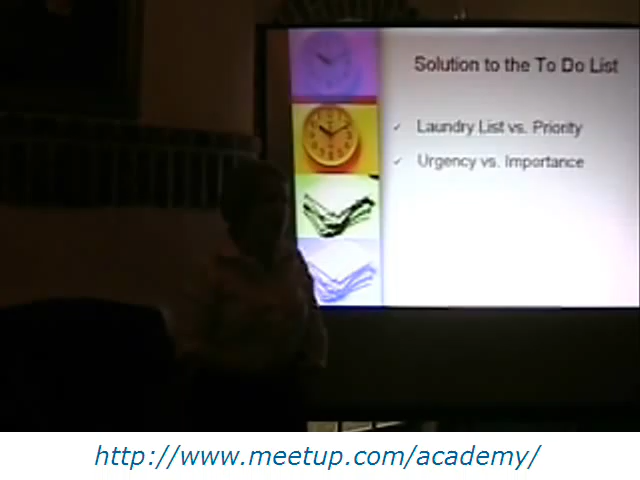 Solution to the To Do List
Laundry List vs. Priority
Urgency vs. Importance
http://www.meetup.com/academy/